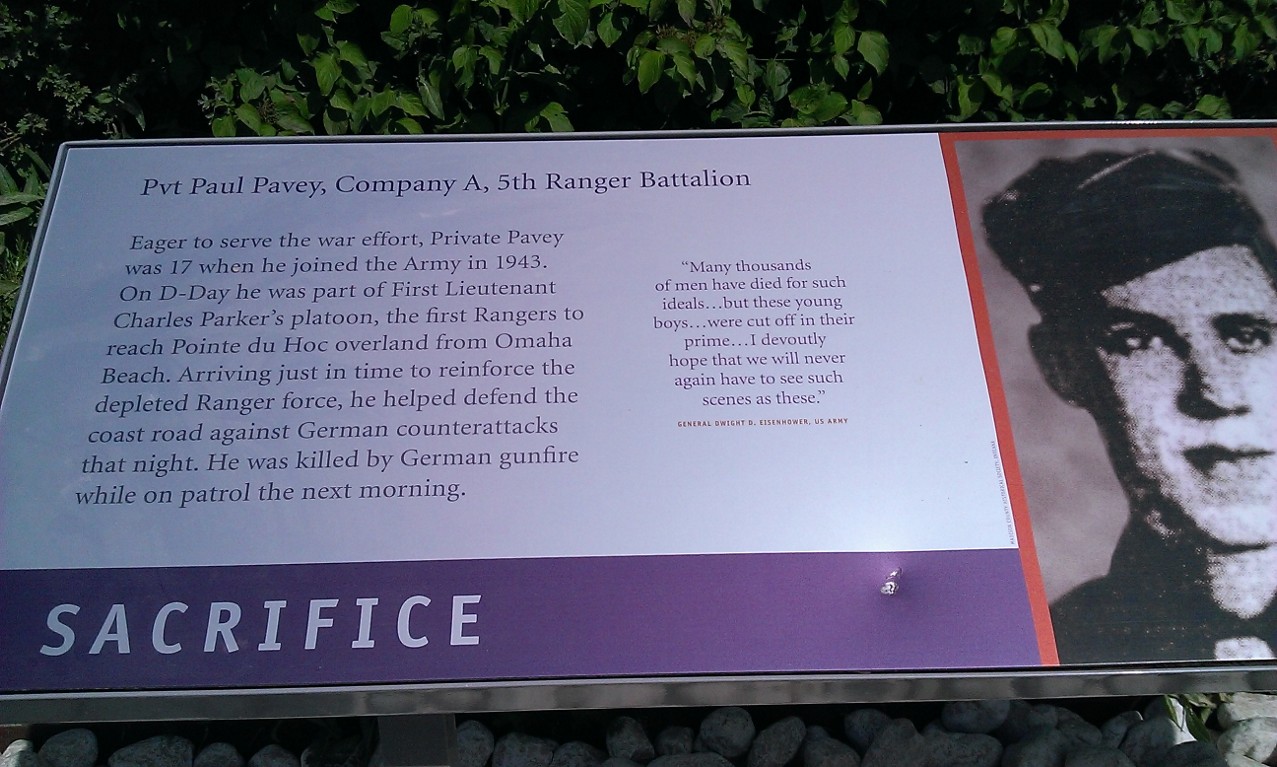 Pvt Paul Pavey, Company A, 5th Ranger Battalion
Eager to serve the war effort, Private Pavey
was 17 when he joined the Army in 1943.
On D-Day he was part of First Lieutenant
Charles Parker's platoon, the first Rangers to
reach Pointe du Hoc overland from Omaha
Beach. Arriving just in time to reinforce the
depleted Ranger force, he helped defend the
coast road against German counterattacks
that night. He was killed by German gunfire
while on patrol the next morning.
“Many thousands
of men have died for such
ideals…but these young
boys…were cut off in their
prime…I devoutly
hope that we will never
again have to see such
scenes as these.”
GENERAL DWIGHT D. EISENHOWER, US ARMY
SACRIFICE